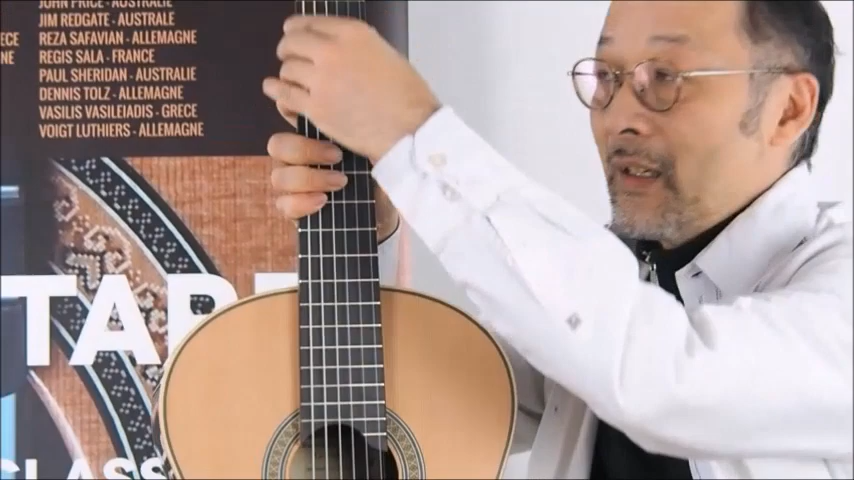 JOHN PRICE - AUSTRALIE
JIM REDGATE - AUSTRALIE
REZA SAFAVIAN - ALLEMAGNE
REGIS SALA - FRANCE
PAUL SHERIDAN - AUSTRALIE
DENNIS TOLZ - ALLEMAGNE
VASILIS VASILEIADIS - GRECE
VOIGT LUTHIERS - ALLEMAGNE